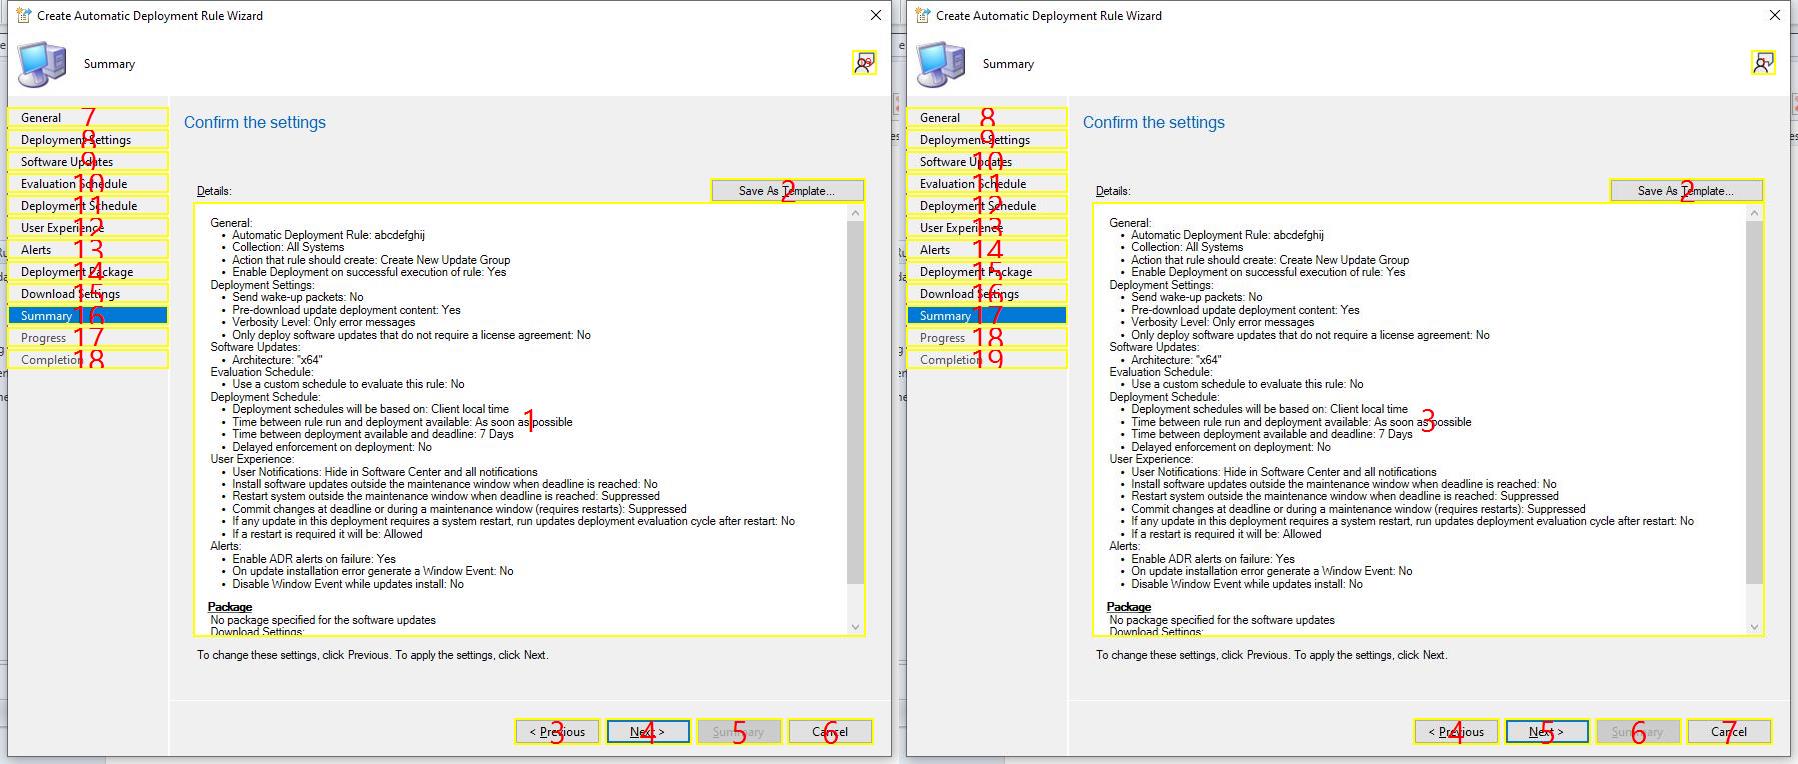 Create Automatic Deployment Rule Wizard
Summary
General 7
Deployment Settings 8
Software Updates 9
Evaluation Schedule 10
Deployment Schedule 11
User Experience 12
Alerts 13
Deployment Package 14
Download Settings 15
Summary 16
Progress 17
Completion 18
Confirm the settings
Details:
Save As Template... 2
General:
• Automatic Deployment Rule: abcdefghij
• Collection: All Systems
• Action that rule should create: Create New Update Group
• Enable Deployment on successful execution of rule: Yes
Deployment Settings:
• Send wake-up packets: No
• Pre-download update deployment content: Yes
• Verbosity Level: Only error messages
• Only deploy software updates that do not require a license agreement: No
Software Updates:
• Architecture: "x64"
Evaluation Schedule:
• Use a custom schedule to evaluate this rule: No
Deployment Schedule:
• Deployment schedules will be based on: Client local time
• Time between rule run and deployment available: As soon as possible
1
• Time between deployment available and deadline: 7 Days
• Delayed enforcement on deployment: No
User Experience:
• User Notifications: Hide in Software Center and all notifications
• Install software updates outside the maintenance window when deadline is reached: No
• Restart system outside the maintenance window when deadline is reached: Suppressed
• Commit changes at deadline or during a maintenance window (requires restarts): Suppressed
• If any update in this deployment requires a system restart, run updates deployment evaluation cycle after restart: No
• If a restart is required it will be: Allowed
Alerts:
• Enable ADR alerts on failure: Yes
• On update installation error generate a Window Event: No
• Disable Window Event while updates install: No
Package
No package specified for the software updates
Download Settings:
To change these settings, click Previous. To apply the settings, click Next.
< Previous 3
Next > 4
Summary 5
Cancel 6
Create Automatic Deployment Rule Wizard
Summary
General 8
Deployment Settings 9
Software Updates 10
Evaluation Schedule 11
Deployment Schedule 12
User Experience 13
Alerts 14
Deployment Package 15
Download Settings 16
Summary 17
Progress 18
Completion 19
Confirm the settings
Details:
Save As Template... 2
General:
• Automatic Deployment Rule: abcdefghij
• Collection: All Systems
• Action that rule should create: Create New Update Group
• Enable Deployment on successful execution of rule: Yes
Deployment Settings:
• Send wake-up packets: No
• Pre-download update deployment content: Yes
• Verbosity Level: Only error messages
• Only deploy software updates that do not require a license agreement: No
Software Updates:
• Architecture: "x64"
Evaluation Schedule:
• Use a custom schedule to evaluate this rule: No
Deployment Schedule:
• Deployment schedules will be based on: Client local time
• Time between rule run and deployment available: As soon as possible
3
• Time between deployment available and deadline: 7 Days
• Delayed enforcement on deployment: No
User Experience:
• User Notifications: Hide in Software Center and all notifications
• Install software updates outside the maintenance window when deadline is reached: No
• Restart system outside the maintenance window when deadline is reached: Suppressed
• Commit changes at deadline or during a maintenance window (requires restarts): Suppressed
• If any update in this deployment requires a system restart, run updates deployment evaluation cycle after restart: No
• If a restart is required it will be: Allowed
Alerts:
• Enable ADR alerts on failure: Yes
• On update installation error generate a Window Event: No
• Disable Window Event while updates install: No
Package
No package specified for the software updates
Download Settings:
To change these settings, click Previous. To apply the settings, click Next.
< Previous 4
Next > 5
Summary 6
Cancel 7